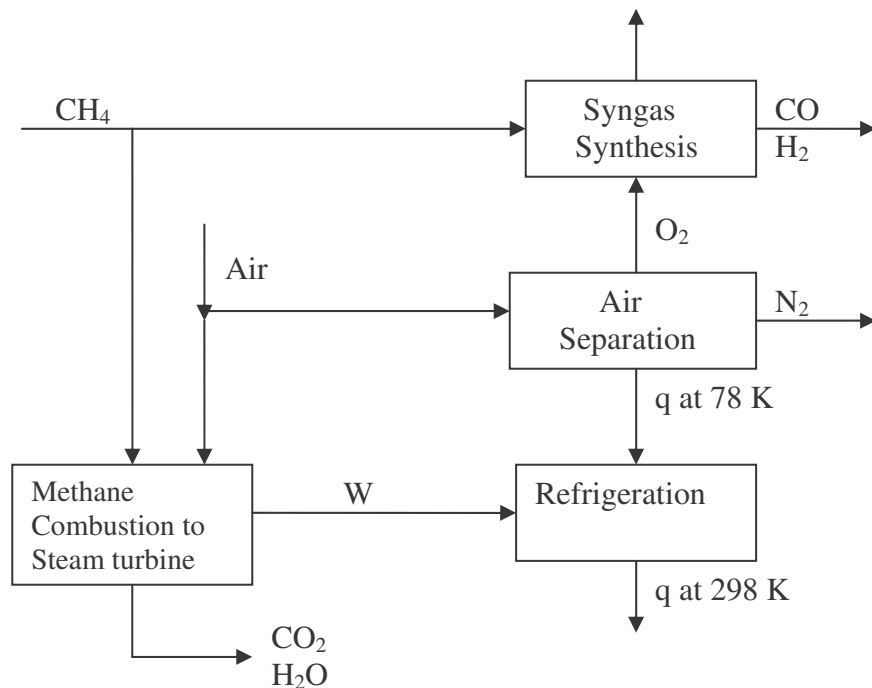 CH₄
Syngas
Synthesis
CO
H₂
O₂
Air
Air
Separation
N₂
q at 78 K
Methane
Combustion to
Steam turbine
W
Refrigeration
q at 298 K
CO₂
H₂O